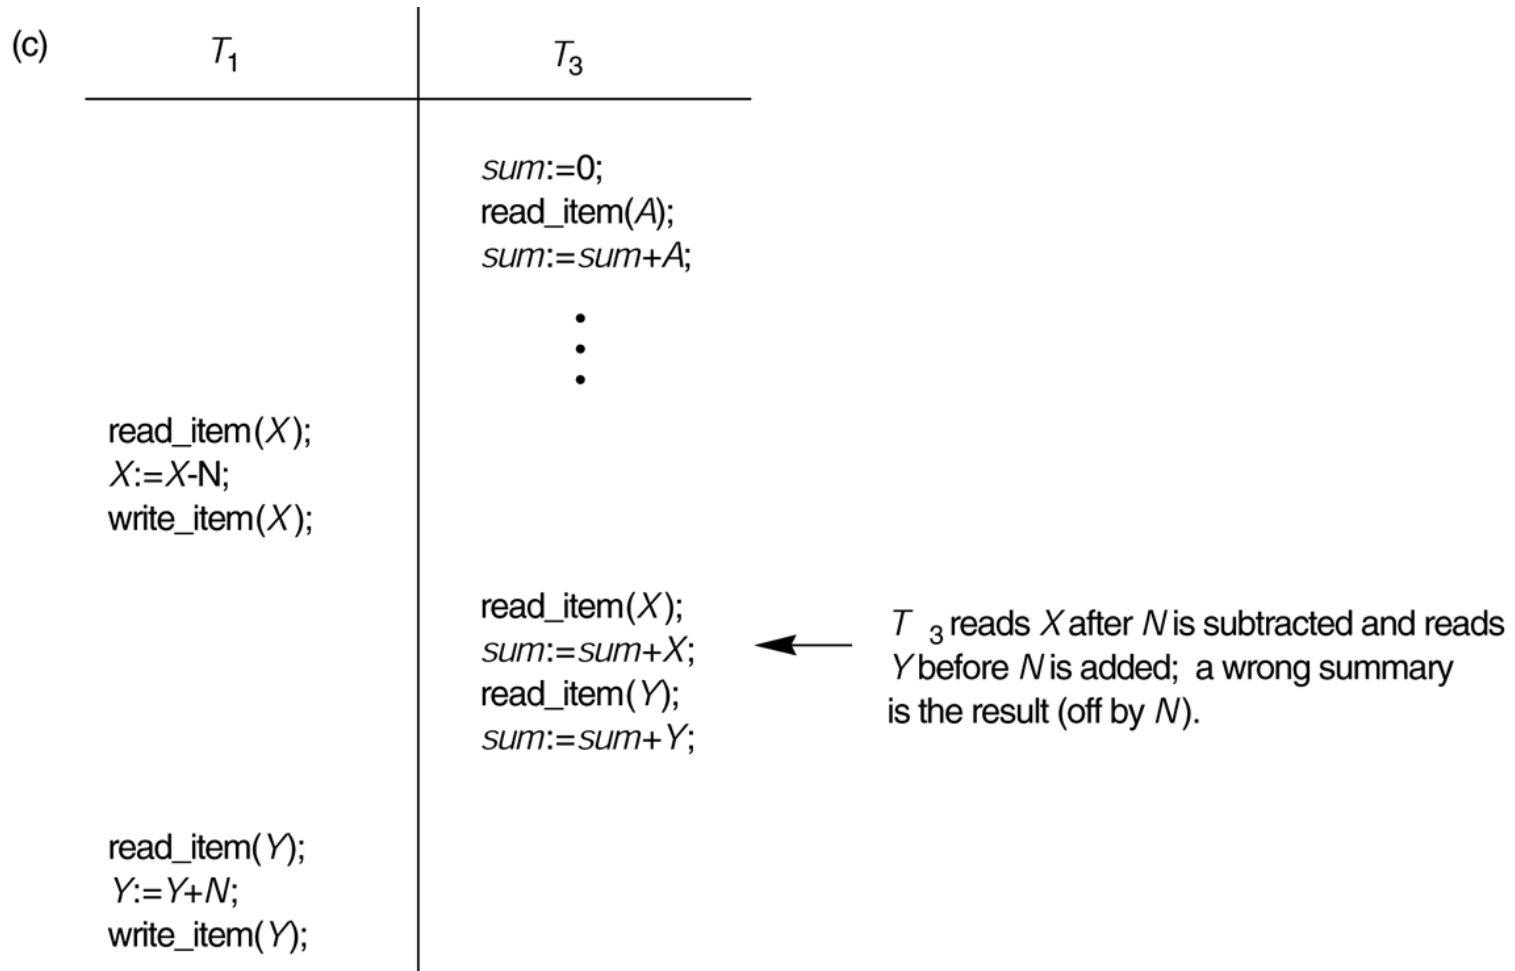 (c)
T1 T3
sum:=0;
read_item(A);
sum:=sum+A;
read_item(X);
X:=X-N;
write_item(X);
read_item(X);
sum:=sum+X;
read_item(Y);
sum:=sum+Y;
T 3 reads X after N is subtracted and reads
Y before N is added; a wrong summary
is the result (off by N).
read_item(Y);
Y:=Y+N;
write_item(Y);